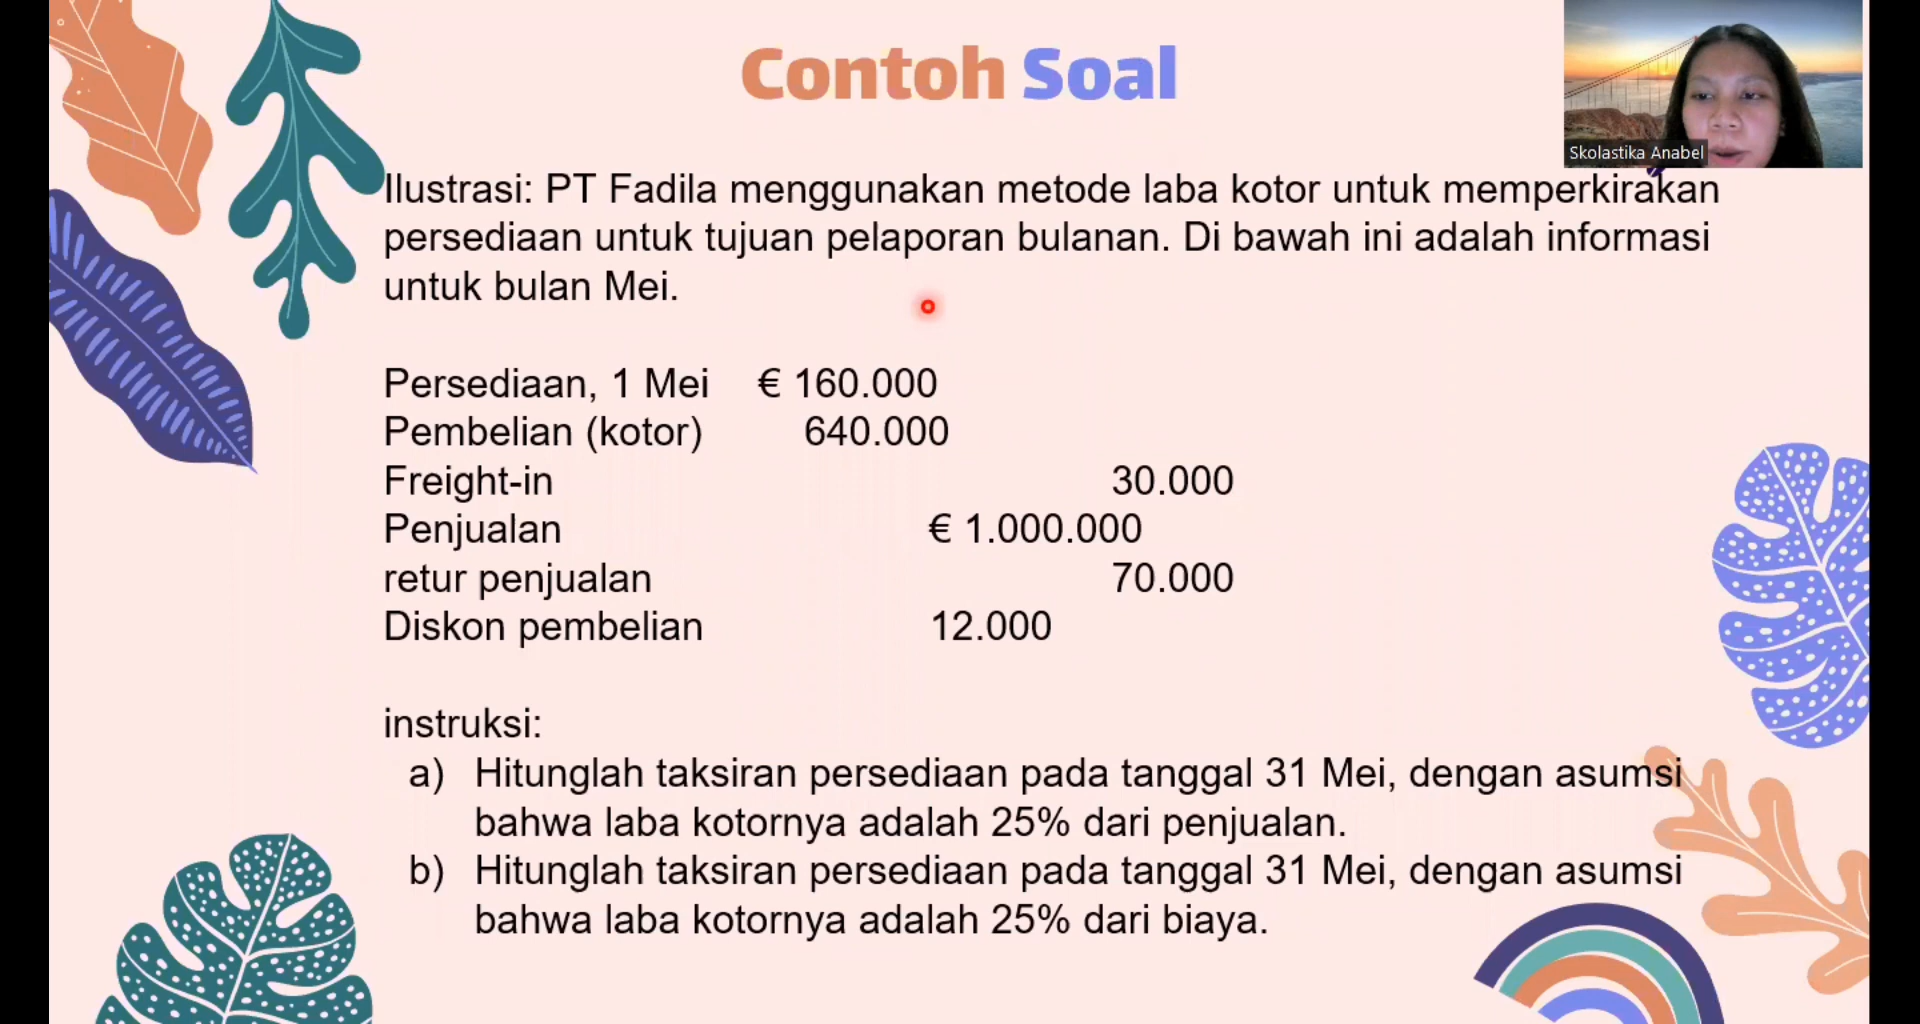 Contoh Soal
Skolastika Anabel
Ilustrasi: PT Fadila menggunakan metode laba kotor untuk memperkirakan
persediaan untuk tujuan pelaporan bulanan. Di bawah ini adalah informasi
untuk bulan Mei.
Persediaan, 1 Mei € 160.000
Pembelian (kotor) 640.000
Freight-in 30.000
Penjualan € 1.000.000
retur penjualan 70.000
Diskon pembelian 12.000
instruksi:
a) Hitunglah taksiran persediaan pada tanggal 31 Mei, dengan asumsi
bahwa laba kotornya adalah 25% dari penjualan.
b) Hitunglah taksiran persediaan pada tanggal 31 Mei, dengan asumsi
bahwa laba kotornya adalah 25% dari biaya.